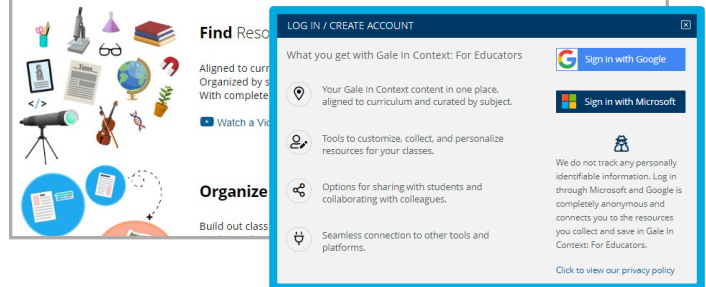 Find Reso
Aligned to curr
Organized by s
With complete
Watch a Vid
Organize
Build out class
Times
</>
LOG IN / CREATE ACCOUNT
What you get with Gale In Context: For Educators
Your Gale In Context content in one place,
aligned to curriculum and curated by subject.
Tools to customize, collect, and personalize
resources for your classes.
Options for sharing with students and
collaborating with colleagues.
Seamless connection to other tools and
platforms.
Sign in with Google
Sign in with Microsoft
We do not track any personally
identifiable information. Log in
through Microsoft and Google is
completely anonymous and
connects you to the resources
you collect and save in Gale In
Context: For Educators.
Click to view our privacy policy